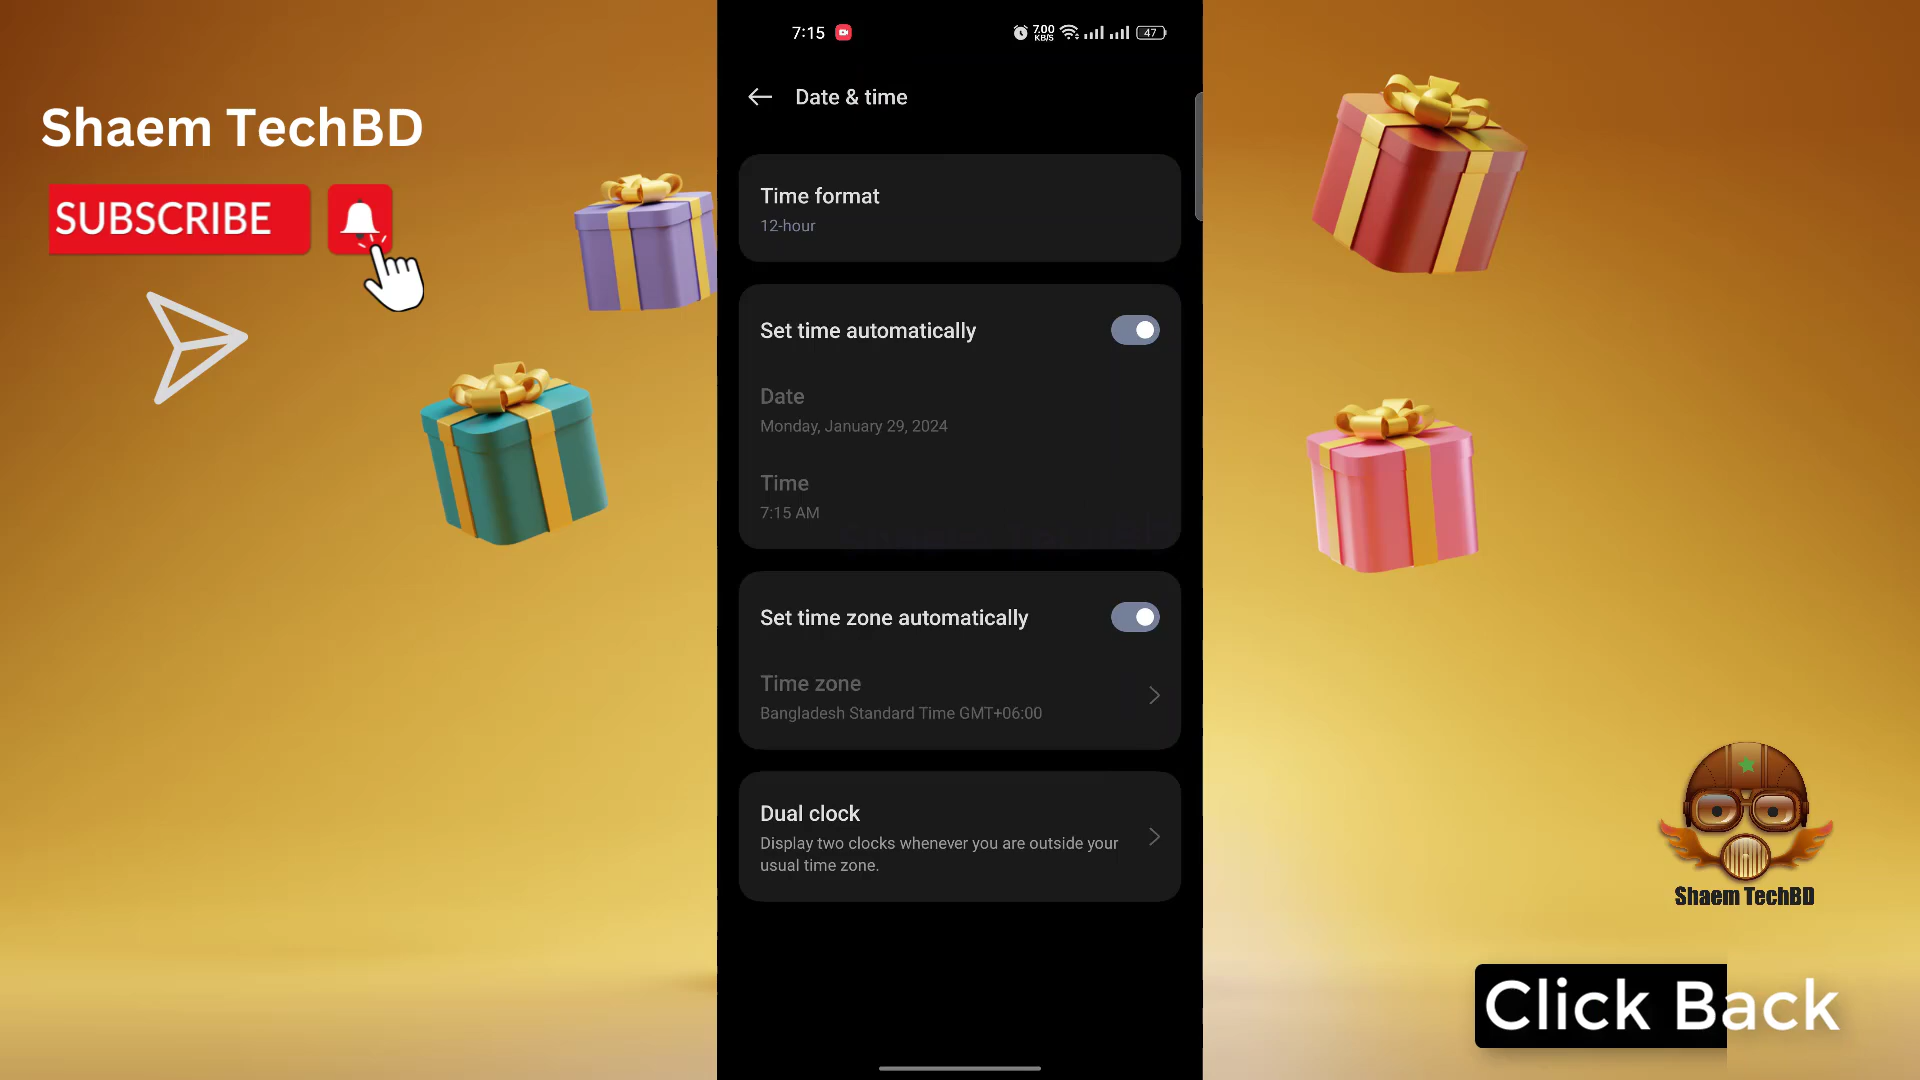 Shaem TechBD
SUBSCRIBE
7:15
7.00
KB/S
47
Date & time
Time format
12-hour
Set time automatically
Date
Monday, January 29, 2024
Time
7:15 AM
Set time zone automatically
Time zone
Bangladesh Standard Time GMT+06:00
Dual clock
Display two clocks whenever you are outside your
usual time zone.
Shaem TechBD
Click Back